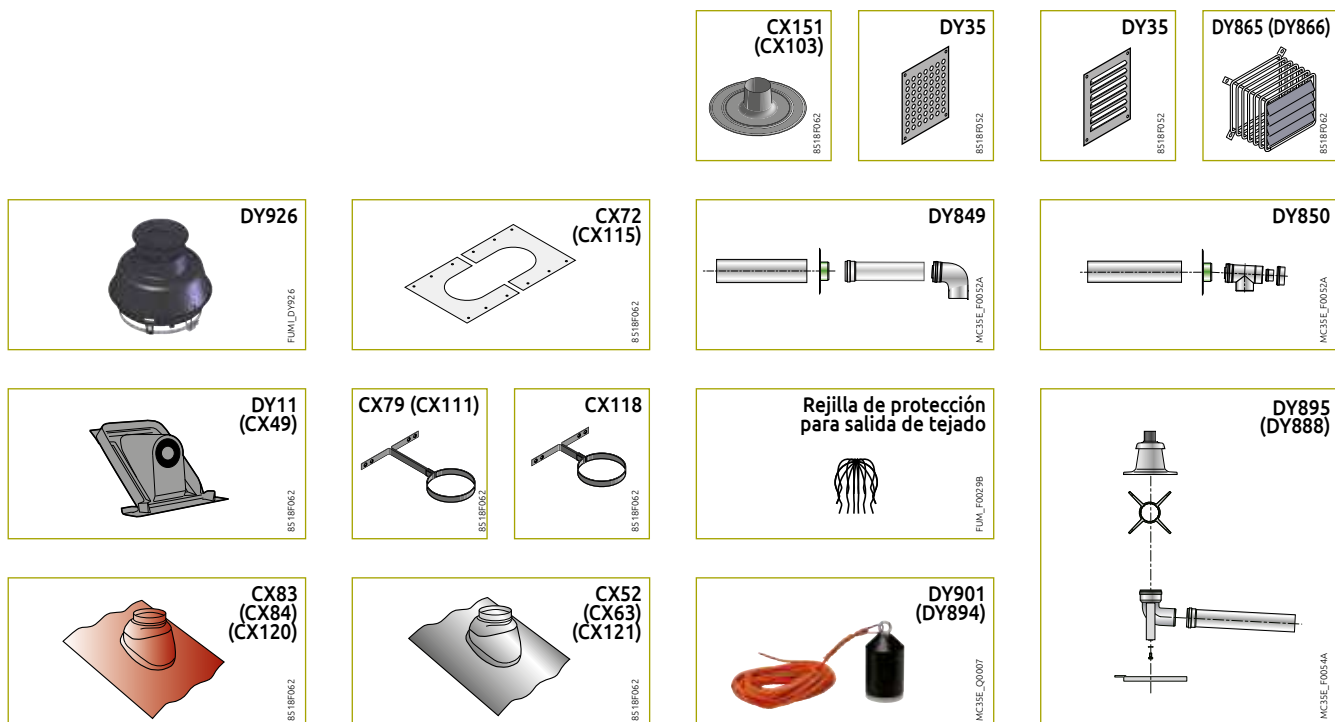 CX151
(CX103)
8518F062
DY35
8518F052
DY35
8518F052
DY865 (DY866)
8518F062
DY926
FUMI_DY926
CX72
(CX115)
8518F062
DY849
MC35E_F0052A
DY850
MC35E_F0052A
DY11
(CX49)
8518F062
CX79 (CX111)
8518F062
CX118
8518F062
Rejilla de protección
para salida de tejado
FUM_F0029B
DY895
(DY888)
MC35E_F0054A
CX83
(CX84)
(CX120)
8518F062
CX52
(CX63)
(CX121)
8518F062
DY901
(DY894)
MC35E_Q0007